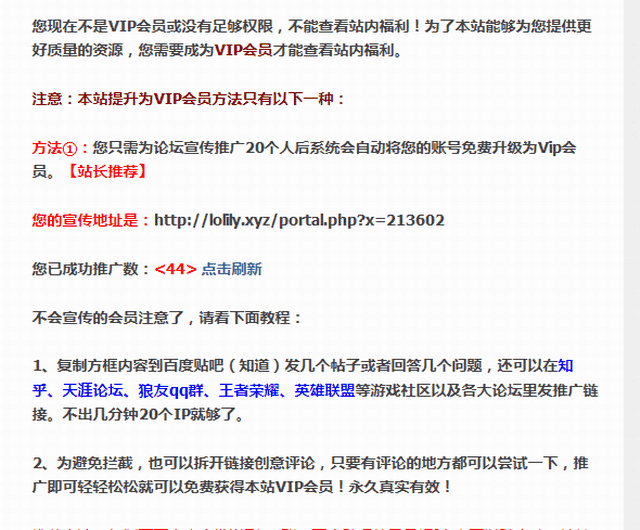 您现在不是VIP会员或没有足够权限，不能查看站内福利！为了本站能够为您提供更
好质量的资源，您需要成为VIP会员才能查看站内福利。
注意：本站提升为VIP会员方法只有以下一种：
方法①：您只需为论坛宣传推广20个人后系统会自动将您的账号免费升级为Vip会
员。【站长推荐】
您的宣传地址是：http://lolily.xyz/portal.php?x=213602
您已成功推广数：<44> 点击刷新
不会宣传的会员注意了，请看下面教程：
1、复制方框内容到百度贴吧（知道）发几个帖子或者回答几个问题，还可以在知
乎、天涯论坛、狼友qq群、王者荣耀、英雄联盟等游戏社区以及各大论坛里发推广链
接。不出几分钟20个IP就够了。
2、为避免拦截，也可以拆开链接创意评论，只要有评论的地方都可以尝试一下，推
广即可轻轻松松就可以免费获得本站VIP会员！永久真实有效！